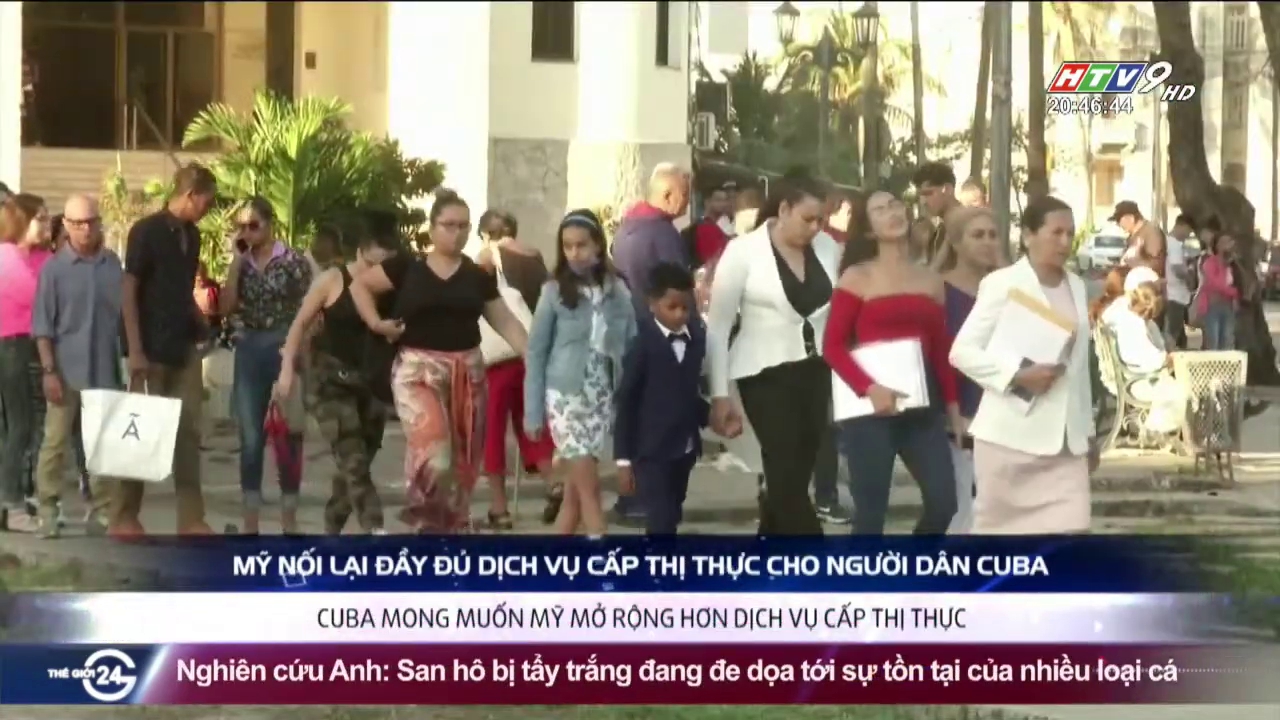 HTV9 HD
20:46:44
Ã
MỸ NỐI LẠI ĐẦY ĐỦ DỊCH VỤ CẤP THỊ THỰC CHO NGƯỜI DÂN CUBA
CUBA MONG MUỐN MỸ MỞ RỘNG HƠN DỊCH VỤ CẤP THỊ THỰC
THẾ GIỚI 24G
Nghiên cứu Anh: San hô bị tẩy trắng đang đe dọa tới sự tồn tại của nhiều loại cá